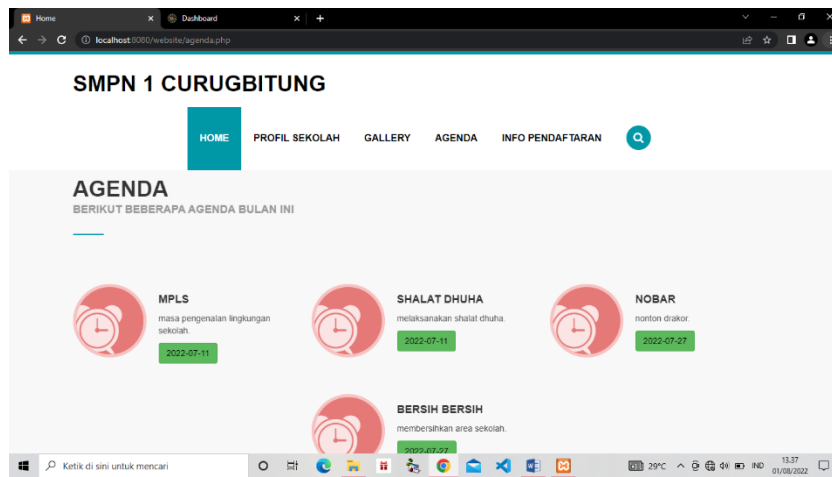 Home
Dashboard
localhost:8080/website/agenda.php
SMPN 1 CURUGBITUNG
HOME PROFIL SEKOLAH GALLERY AGENDA INFO PENDAFTARAN
AGENDA
BERIKUT BEBERAPA AGENDA BULAN INI
MPLS
masa pengenalan lingkungan
sekolah.
2022-07-11
SHALAT DHUHA
melaksanakan shalat dhuha.
2022-07-11
NOBAR
nonton drakor.
2022-07-27
BERSIH BERSIH
membersihkan area sekolah.
2022-07-27
Ketik di sini untuk mencari
29°C
IND
13.37
01/08/2022